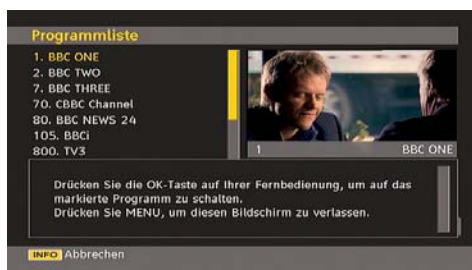 Programmliste
1. BBC ONE
2. BBC TWO
7. BBC THREE
70. CBBC Channel
80. BBC NEWS 24
105. BBCi
800. TV3
1 BBC ONE
Drücken Sie die OK-Taste auf Ihrer Fernbedienung, um auf das
markierte Programm zu schalten.
Drücken Sie MENU, um diesen Bildschirm zu verlassen.
INFO Abbrechen